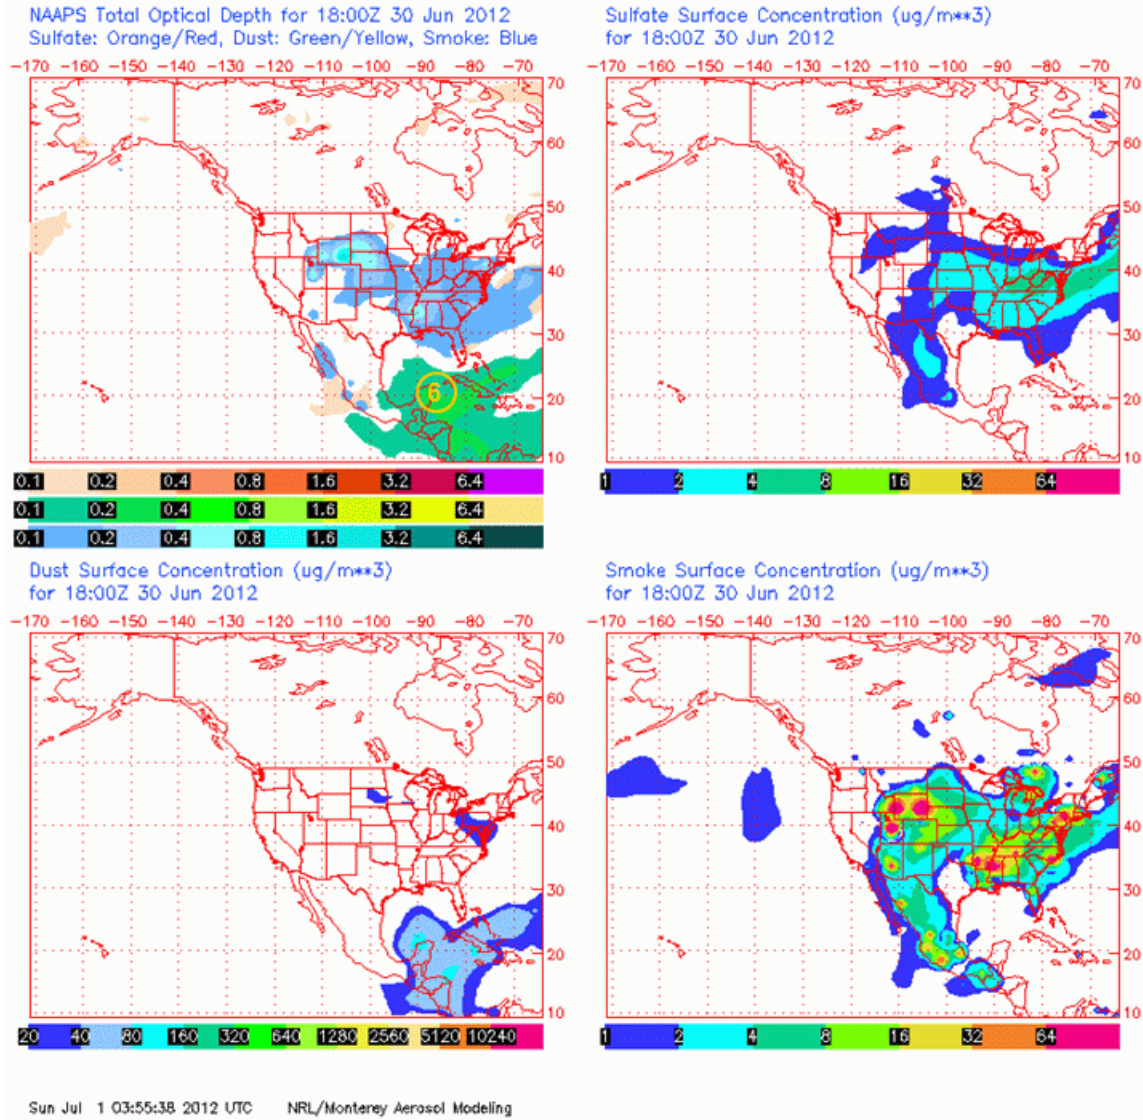 NAAPS Total Optical Depth for 18:00Z 30 Jun 2012
Sulfate: Orange/Red, Dust: Green/Yellow, Smoke: Blue
−170 −160 −150 −140 −130 −120 −110 −100 −90 −80 −70
70
60
50
40
30
20
10
6
0.1 0.2 0.4 0.8 1.6 3.2 6.4
0.1 0.2 0.4 0.8 1.6 3.2 6.4
0.1 0.2 0.4 0.8 1.6 3.2 6.4
Sulfate Surface Concentration (ug/m**3)
for 18:00Z 30 Jun 2012
−170 −160 −150 −140 −130 −120 −110 −100 −90 −80 −70
70
60
50
40
30
20
10
1 2 4 8 16 32 64
Dust Surface Concentration (ug/m**3)
for 18:00Z 30 Jun 2012
−170 −160 −150 −140 −130 −120 −110 −100 −90 −80 −70
70
60
50
40
30
20
10
20 40 80 160 320 640 1280 2560 5120 10240
Smoke Surface Concentration (ug/m**3)
for 18:00Z 30 Jun 2012
−170 −160 −150 −140 −130 −120 −110 −100 −90 −80 −70
70
60
50
40
30
20
10
1 2 4 8 16 32 64
Sun Jul 1 03:55:38 2012 UTC NRL/Monterey Aerosol Modeling